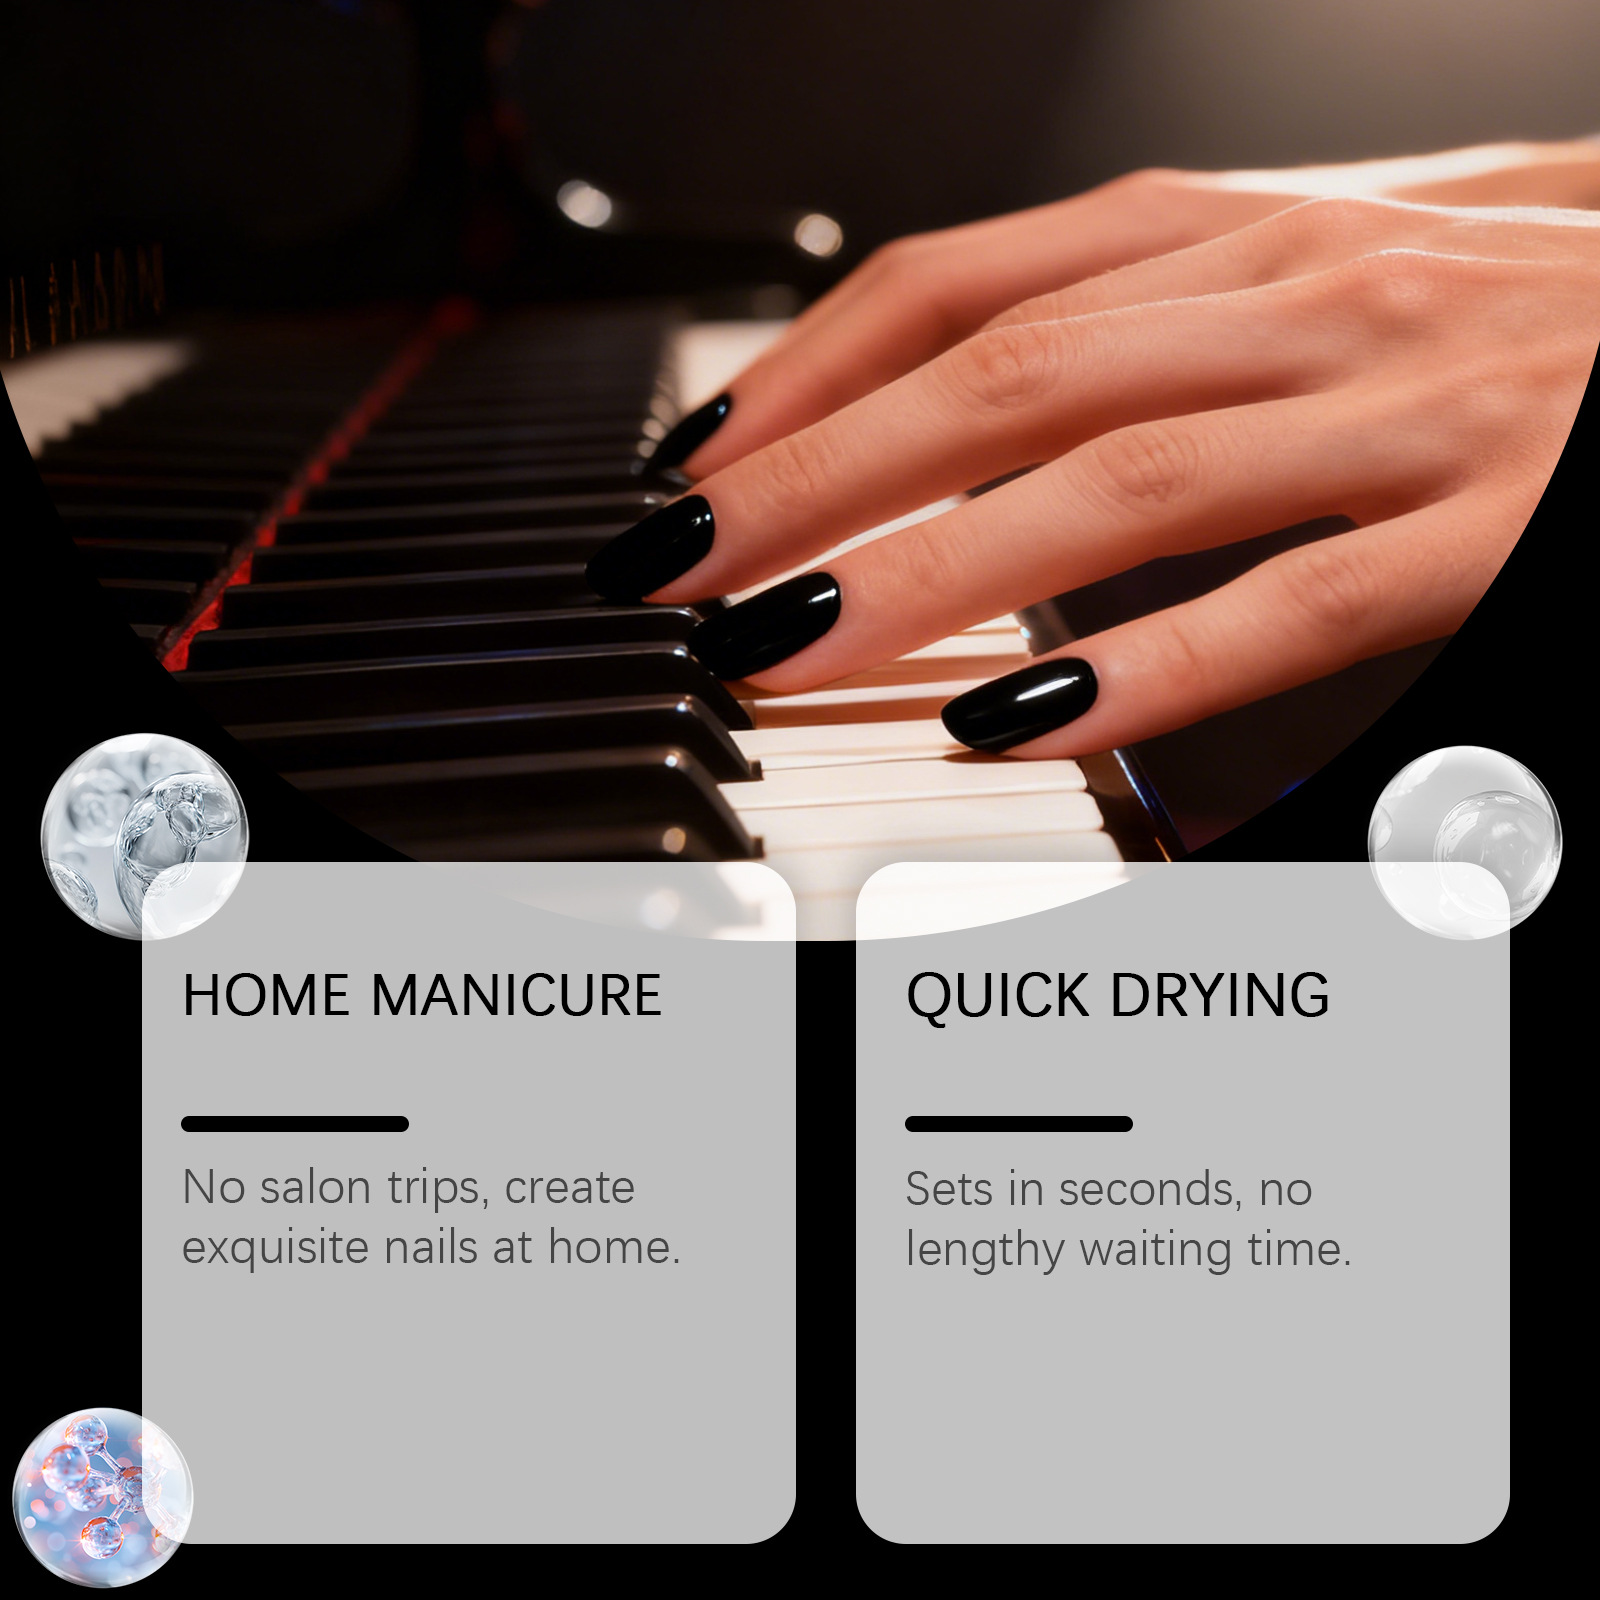 HOME MANICURE
No salon trips, create
exquisite nails at home.
QUICK DRYING
Sets in seconds, no
lengthy waiting time.